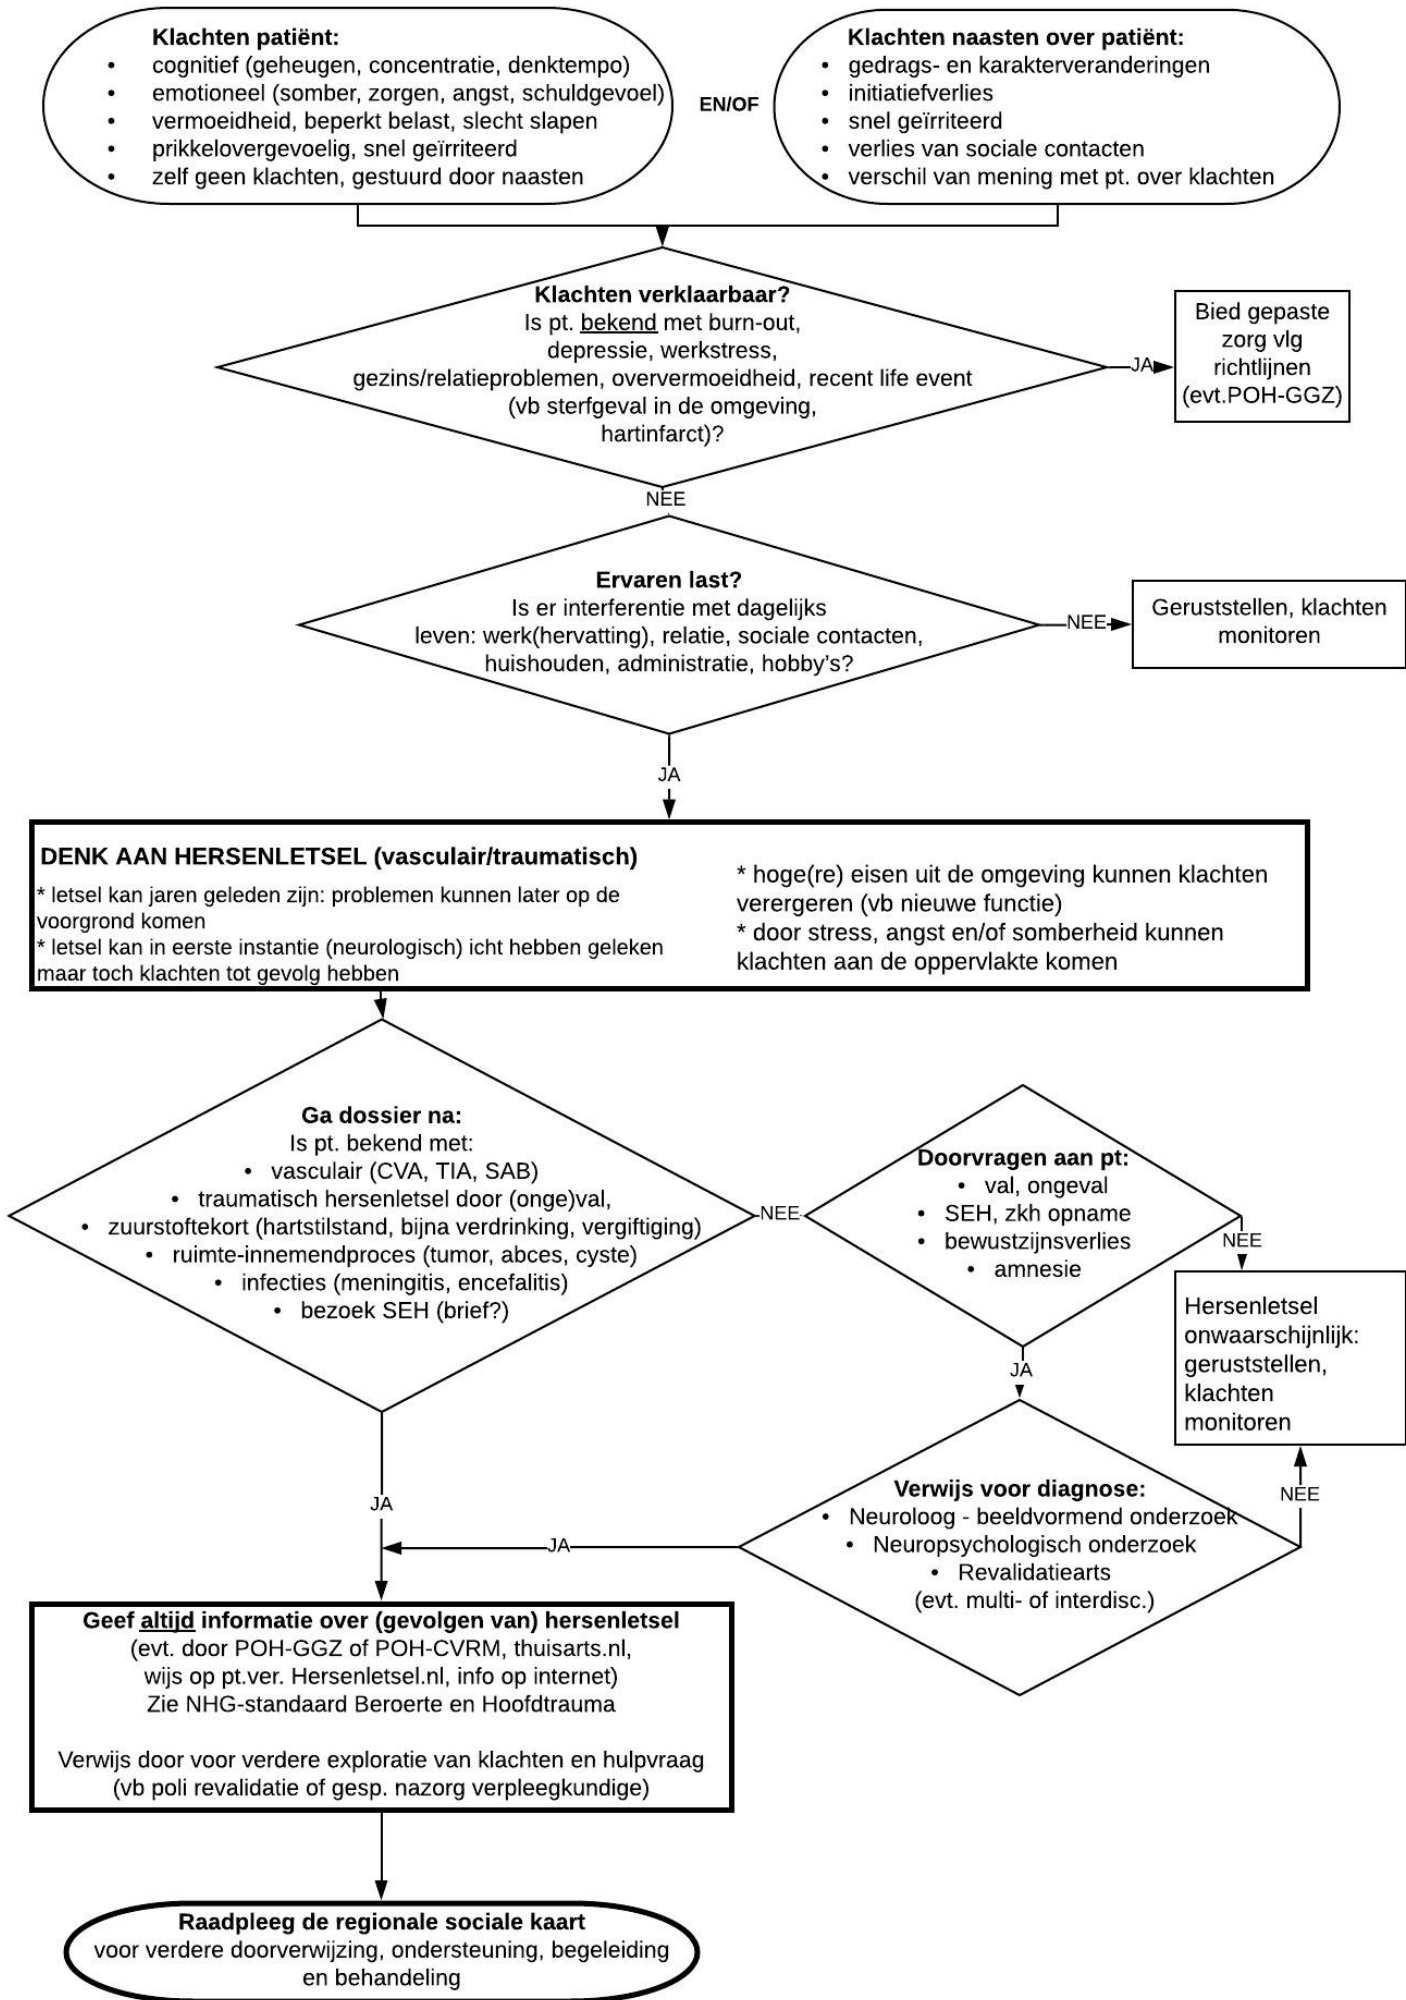 Klachten patiënt:
• cognitief (geheugen, concentratie, denktempo)
• emotioneel (somber, zorgen, angst, schuldgevoel)
• vermoeidheid, beperkt belast, slecht slapen
• prikkelovergevoelig, snel geïrriteerd
• zelf geen klachten, gestuurd door naasten
EN/OF
Klachten naasten over patiënt:
• gedrags- en karakterveranderingen
• initiatiefverlies
• snel geïrriteerd
• verlies van sociale contacten
• verschil van mening met pt. over klachten
Klachten verklaarbaar?
Is pt. bekend met burn-out,
depressie, werkstress,
gezins/relatieproblemen, oververmoeidheid, recent life event
(vb sterfgeval in de omgeving,
hartinfarct)?
JA
Bied gepaste
zorg vlg
richtlijnen
(evt.POH-GGZ)
NEE
Ervaren last?
Is er interferentie met dagelijks
leven: werk(hervatting), relatie, sociale contacten,
huishouden, administratie, hobby's?
NEE
Geruststellen, klachten
monitoren
JA
DENK AAN HERSENLETSEL (vasculair/traumatisch)
* letsel kan jaren geleden zijn: problemen kunnen later op de
voorgrond komen
* letsel kan in eerste instantie (neurologisch) icht hebben geleken
maar toch klachten tot gevolg hebben
* hoge(re) eisen uit de omgeving kunnen klachten
verergeren (vb nieuwe functie)
* door stress, angst en/of somberheid kunnen
klachten aan de oppervlakte komen
Ga dossier na:
Is pt. bekend met:
• vasculair (CVA, TIA, SAB)
• traumatisch hersenletsel door (onge)val,
• zuurstoftekort (hartstilstand, bijna verdrinking, vergiftiging)
• ruimte-innemendproces (tumor, abces, cyste)
• infecties (meningitis, encefalitis)
• bezoek SEH (brief?)
NEE
Doorvragen aan pt:
• val, ongeval
• SEH, zkh opname
• bewustzijnsverlies
• amnesie
NEE
Hersenletsel
onwaarschijnlijk:
geruststellen,
klachten
monitoren
JA
Verwijs voor diagnose:
• Neuroloog - beeldvormend onderzoek
• Neuropsychologisch onderzoek
• Revalidatiearts
(evt. multi- of interdisc.)
NEE
JA
JA
Geef altijd informatie over (gevolgen van) hersenletsel
(evt. door POH-GGZ of POH-CVRM, thuisarts.nl,
wijs op pt.ver. Hersenletsel.nl, info op internet)
Zie NHG-standaard Beroerte en Hoofdtrauma
Verwijs door voor verdere exploratie van klachten en hulpvraag
(vb poli revalidatie of gesp. nazorg verpleegkundige)
Raadpleeg de regionale sociale kaart
voor verdere doorverwijzing, ondersteuning, begeleiding
en behandeling